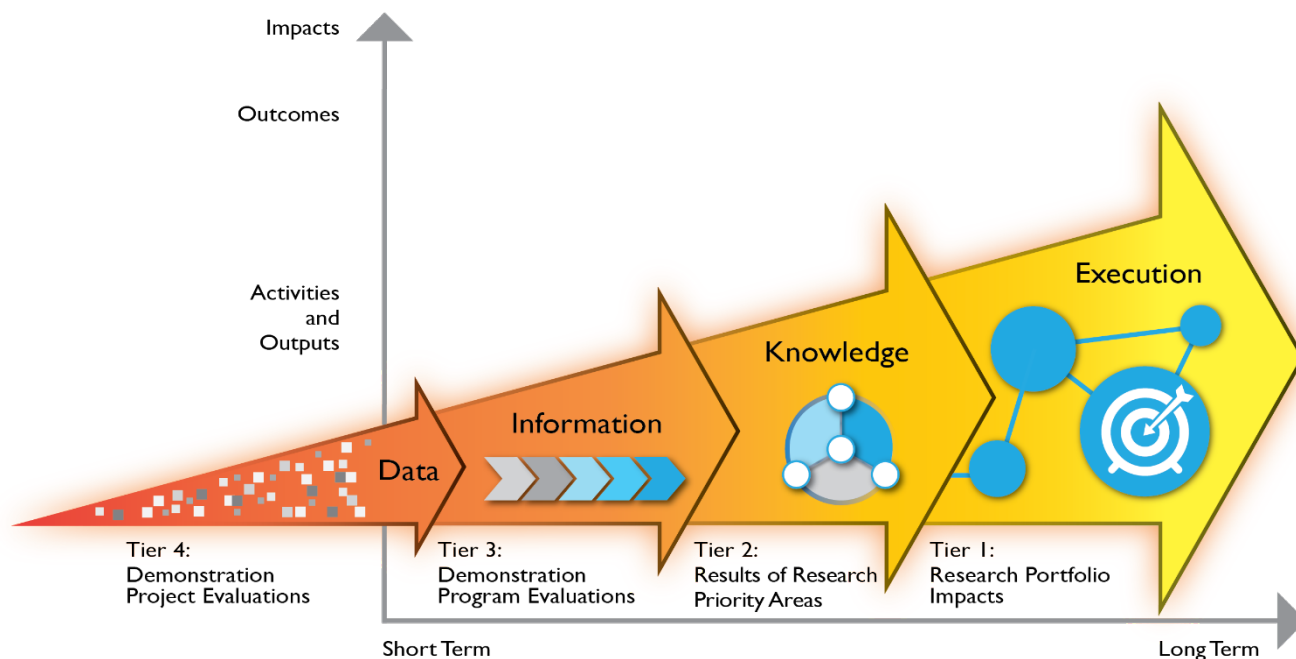 Impacts
Outcomes
Activities
and
Outputs
Execution
Knowledge
Information
Data
Tier 4:
Demonstration
Project Evaluations
Tier 3:
Demonstration
Program Evaluations
Tier 2:
Results of Research
Priority Areas
Tier 1:
Research Portfolio
Impacts
Short Term
Long Term